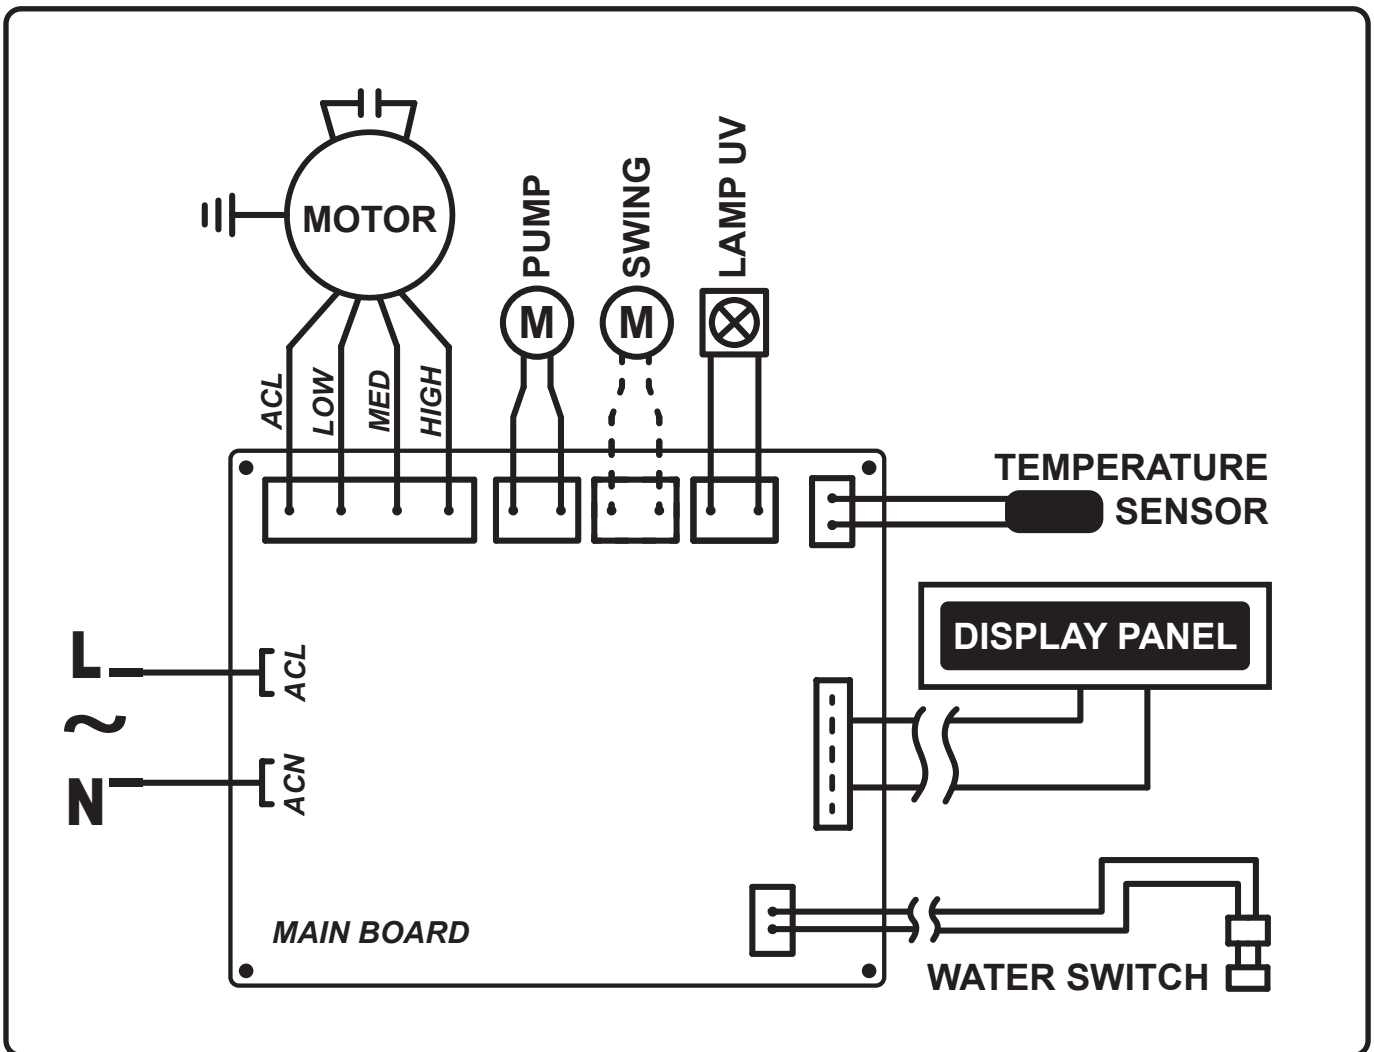 MOTOR
PUMP
SWING
LAMP UV
M
M
ACL
LOW
MED
HIGH
TEMPERATURE
SENSOR
DISPLAY PANEL
L
~
N
ACL
ACN
MAIN BOARD
WATER SWITCH